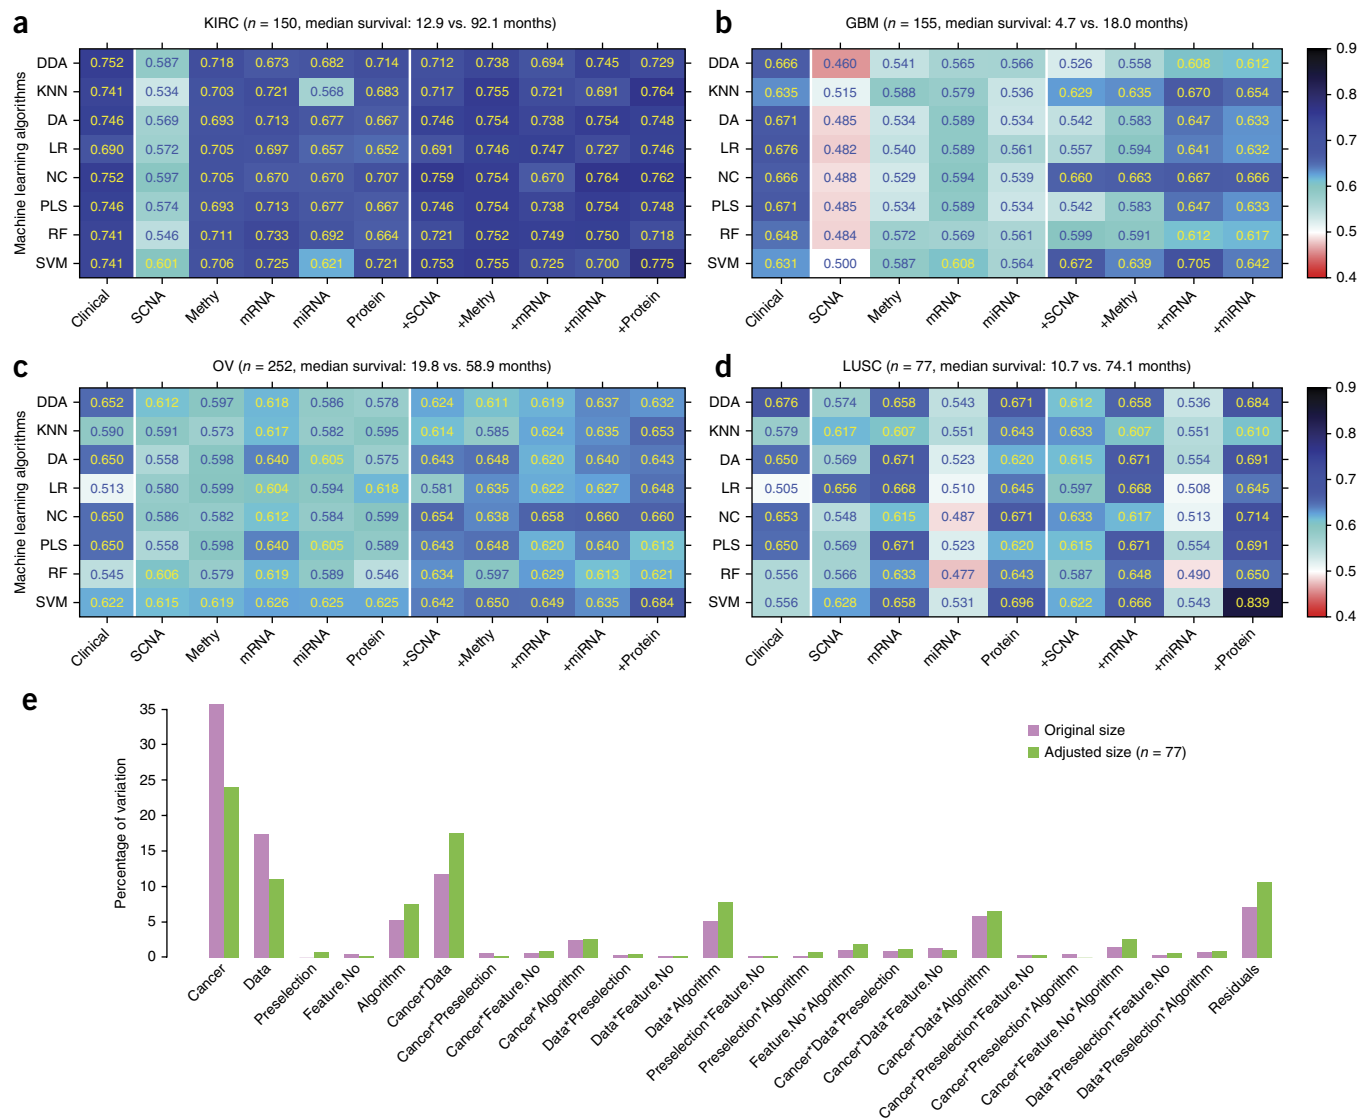 a
KIRC (n = 150, median survival: 12.9 vs. 92.1 months)
Machine learning algorithms
DDA 0.752 0.587 0.718 0.673 0.682 0.714 0.712 0.738 0.694 0.745 0.729
KNN 0.741 0.534 0.703 0.721 0.568 0.683 0.717 0.755 0.721 0.691 0.764
DA 0.746 0.569 0.693 0.713 0.677 0.667 0.746 0.754 0.738 0.754 0.748
LR 0.690 0.572 0.705 0.697 0.657 0.652 0.691 0.746 0.747 0.727 0.746
NC 0.752 0.597 0.705 0.670 0.670 0.707 0.759 0.754 0.670 0.764 0.762
PLS 0.746 0.574 0.693 0.713 0.677 0.667 0.746 0.754 0.738 0.754 0.748
RF 0.741 0.546 0.711 0.733 0.692 0.664 0.721 0.752 0.749 0.750 0.718
SVM 0.741 0.601 0.706 0.725 0.621 0.721 0.753 0.755 0.725 0.700 0.775
Clinical SCNA Methy mRNA miRNA Protein +SCNA +Methy +mRNA +miRNA +Protein
b
GBM (n = 155, median survival: 4.7 vs. 18.0 months)
DDA 0.666 0.460 0.541 0.565 0.566 0.526 0.558 0.608 0.612
KNN 0.635 0.515 0.588 0.579 0.536 0.629 0.635 0.670 0.654
DA 0.671 0.485 0.534 0.589 0.534 0.542 0.583 0.647 0.633
LR 0.676 0.482 0.540 0.589 0.561 0.557 0.594 0.641 0.632
NC 0.666 0.488 0.529 0.594 0.539 0.660 0.663 0.667 0.666
PLS 0.671 0.485 0.534 0.589 0.534 0.542 0.583 0.647 0.633
RF 0.648 0.484 0.572 0.569 0.561 0.599 0.591 0.612 0.617
SVM 0.631 0.500 0.587 0.608 0.564 0.672 0.639 0.705 0.642
Clinical SCNA Methy mRNA miRNA +SCNA +Methy +mRNA +miRNA
0.9
0.8
0.7
0.6
0.5
0.4
c
OV (n = 252, median survival: 19.8 vs. 58.9 months)
Machine learning algorithms
DDA 0.652 0.612 0.597 0.618 0.586 0.578 0.624 0.611 0.619 0.637 0.632
KNN 0.590 0.591 0.573 0.617 0.582 0.595 0.614 0.585 0.624 0.635 0.653
DA 0.650 0.558 0.598 0.640 0.605 0.575 0.643 0.648 0.620 0.640 0.643
LR 0.513 0.580 0.599 0.604 0.594 0.618 0.581 0.635 0.622 0.627 0.648
NC 0.650 0.586 0.582 0.612 0.584 0.599 0.654 0.638 0.658 0.660 0.660
PLS 0.650 0.558 0.598 0.640 0.605 0.589 0.643 0.648 0.620 0.640 0.613
RF 0.545 0.606 0.579 0.619 0.589 0.546 0.634 0.597 0.629 0.613 0.621
SVM 0.622 0.615 0.619 0.626 0.625 0.625 0.642 0.650 0.649 0.635 0.684
Clinical SCNA Methy mRNA miRNA Protein +SCNA +Methy +mRNA +miRNA +Protein
d
LUSC (n = 77, median survival: 10.7 vs. 74.1 months)
DDA 0.676 0.574 0.658 0.543 0.671 0.612 0.658 0.536 0.684
KNN 0.579 0.617 0.607 0.551 0.643 0.633 0.607 0.551 0.610
DA 0.650 0.569 0.671 0.523 0.620 0.615 0.671 0.554 0.691
LR 0.505 0.656 0.668 0.510 0.645 0.597 0.668 0.508 0.645
NC 0.653 0.548 0.615 0.487 0.671 0.633 0.617 0.513 0.714
PLS 0.650 0.569 0.671 0.523 0.620 0.615 0.671 0.554 0.691
RF 0.556 0.566 0.633 0.477 0.643 0.587 0.648 0.490 0.650
SVM 0.556 0.628 0.658 0.531 0.696 0.622 0.666 0.543 0.839
Clinical SCNA mRNA miRNA Protein +SCNA +mRNA +miRNA +Protein
0.9
0.8
0.7
0.6
0.5
0.4
e
Percentage of variation
35
30
25
20
15
10
5
0
Original size
Adjusted size (n = 77)
Cancer
Data
Preselection
Feature.No
Algorithm
Cancer*Data
Cancer*Preselection
Cancer*Feature.No
Cancer*Algorithm
Data*Preselection
Data*Feature.No
Data*Algorithm
Preselection*Feature.No
Preselection*Algorithm
Feature.No*Algorithm
Cancer*Data*Preselection
Cancer*Data*Feature.No
Cancer*Data*Algorithm
Cancer*Preselection*Feature.No
Cancer*Preselection*Algorithm
Cancer*Feature.No*Algorithm
Data*Preselection*Feature.No
Data*Preselection*Algorithm
Residuals